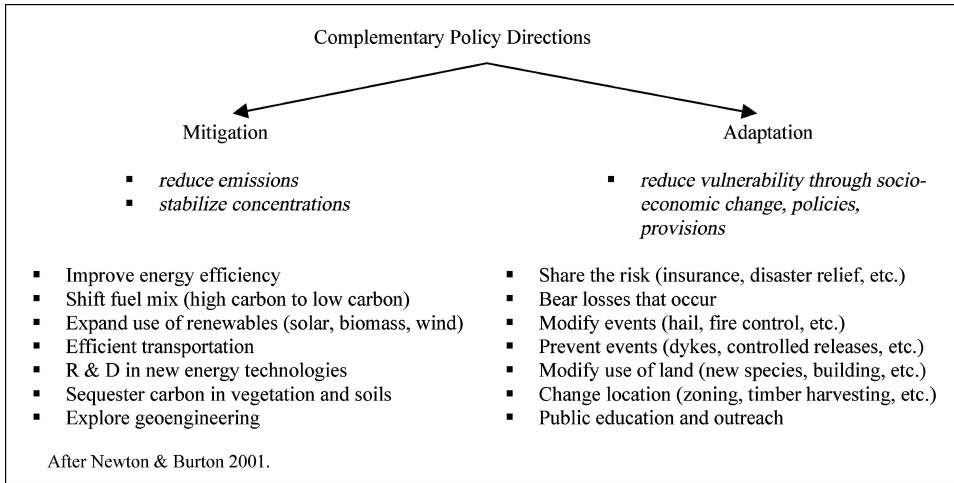 Complementary Policy Directions
Mitigation
▪ reduce emissions
▪ stabilize concentrations
▪ Improve energy efficiency
▪ Shift fuel mix (high carbon to low carbon)
▪ Expand use of renewables (solar, biomass, wind)
▪ Efficient transportation
▪ R & D in new energy technologies
▪ Sequester carbon in vegetation and soils
▪ Explore geoengineering
Adaptation
▪ reduce vulnerability through socio-
economic change, policies,
provisions
▪ Share the risk (insurance, disaster relief, etc.)
▪ Bear losses that occur
▪ Modify events (hail, fire control, etc.)
▪ Prevent events (dykes, controlled releases, etc.)
▪ Modify use of land (new species, building, etc.)
▪ Change location (zoning, timber harvesting, etc.)
▪ Public education and outreach
After Newton & Burton 2001.